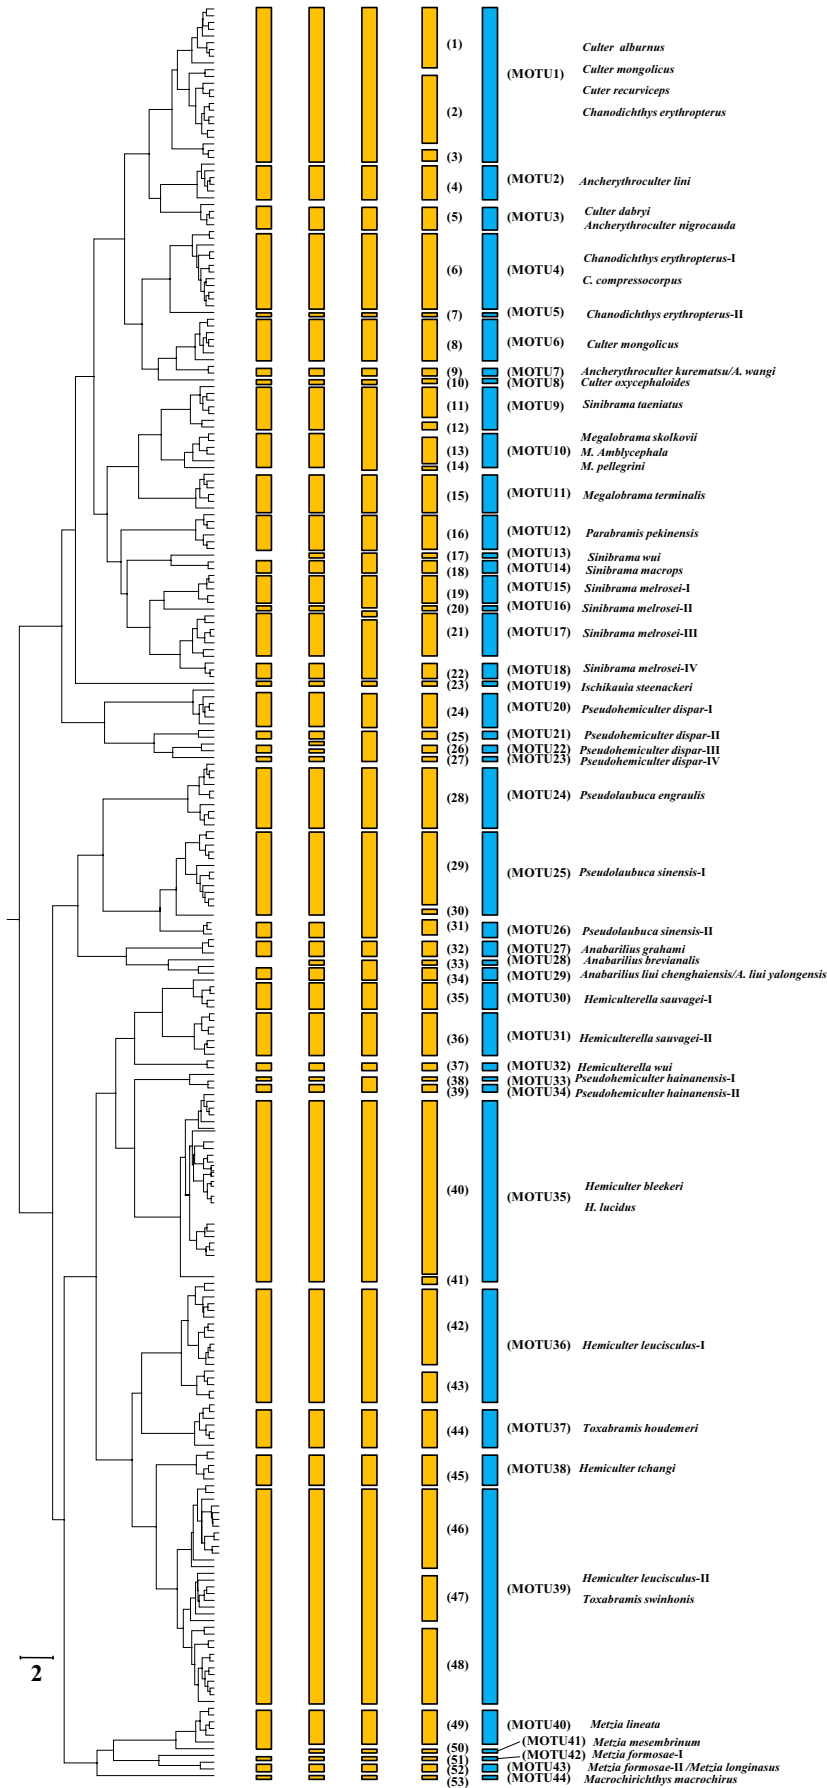 (1)
Culter alburnus
(MOTU1)
Culter mongolicus
Cuter recurviceps
(2)
Chanodichthys erythropterus
(3)
(4)
(MOTU2)
Ancherythroculter lini
(5)
(MOTU3)
Culter dabryi
Ancherythroculter nigrocauda
(6)
(MOTU4)
Chanodichthys erythropterus-I
C. compressocorpus
(7)
(MOTU5)
Chanodichthys erythropterus-II
(8)
(MOTU6)
Culter mongolicus
(9)
(MOTU7)
Ancherythroculter kurematsu/A. wangi
(10)
(MOTU8)
Culter oxycephaloides
(11)
(MOTU9)
Sinibrama taeniatus
(12)
(13)
(MOTU10)
Megalobrama skolkovii
M. Amblycephala
M. pellegrini
(14)
(15)
(MOTU11)
Megalobrama terminalis
(16)
(MOTU12)
Parabramis pekinensis
(17)
(MOTU13)
Sinibrama wui
(18)
(MOTU14)
Sinibrama macrops
(19)
(MOTU15)
Sinibrama melrosei-I
(20)
(MOTU16)
Sinibrama melrosei-II
(21)
(MOTU17)
Sinibrama melrosei-III
(22)
(MOTU18)
Sinibrama melrosei-IV
(23)
(MOTU19)
Ischikauia steenackeri
(24)
(MOTU20)
Pseudohemiculter dispar-I
(25)
(MOTU21)
Pseudohemiculter dispar-II
(26)
(MOTU22)
Pseudohemiculter dispar-III
(27)
(MOTU23)
Pseudohemiculter dispar-IV
(28)
(MOTU24)
Pseudolaubuca engraulis
(29)
(MOTU25)
Pseudolaubuca sinensis-I
(30)
(31)
(MOTU26)
Pseudolaubuca sinensis-II
(32)
(MOTU27)
Anabarilius grahami
(33)
(MOTU28)
Anabarilius brevianalis
(34)
(MOTU29)
Anabarilius liui chenghaiensis/A. liui yalongensis
(35)
(MOTU30)
Hemiculterella sauvagei-I
(36)
(MOTU31)
Hemiculterella sauvagei-II
(37)
(MOTU32)
Hemiculterella wui
(38)
(MOTU33)
Pseudohemiculter hainanensis-I
(39)
(MOTU34)
Pseudohemiculter hainanensis-II
(40)
(MOTU35)
Hemiculter bleekeri
H. lucidus
(41)
(42)
(MOTU36)
Hemiculter leucisculus-I
(43)
(44)
(MOTU37)
Toxabramis houdemeri
(45)
(MOTU38)
Hemiculter tchangi
(46)
(MOTU39)
Hemiculter leucisculus-II
(47)
Toxabramis swinhonis
(48)
2
(49)
(MOTU40)
Metzia lineata
(50)
(MOTU41)
Metzia mesembrinum
(51)
(MOTU42)
Metzia formosae-I
(52)
(MOTU43)
Metzia formosae-II /Metzia longinasus
(53)
(MOTU44)
Macrochirichthys macrochirus